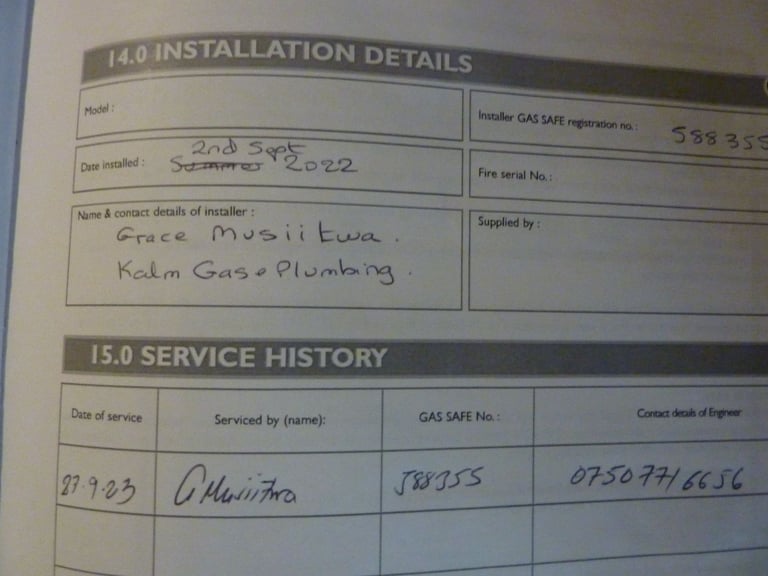 14.0 INSTALLATION DETAILS
Model :
Installer GAS SAFE registration no. : 588355
Date installed : 2nd Sept
Summer 2022
Fire serial No. :
Name & contact details of installer :
Grace Musiitwa.
Kalm Gas & Plumbing.
Supplied by :
15.0 SERVICE HISTORY
Date of service
Serviced by (name):
GAS SAFE No. :
Contact details of Engineer
27.9.23
GMusiitwa
588355
07507716656